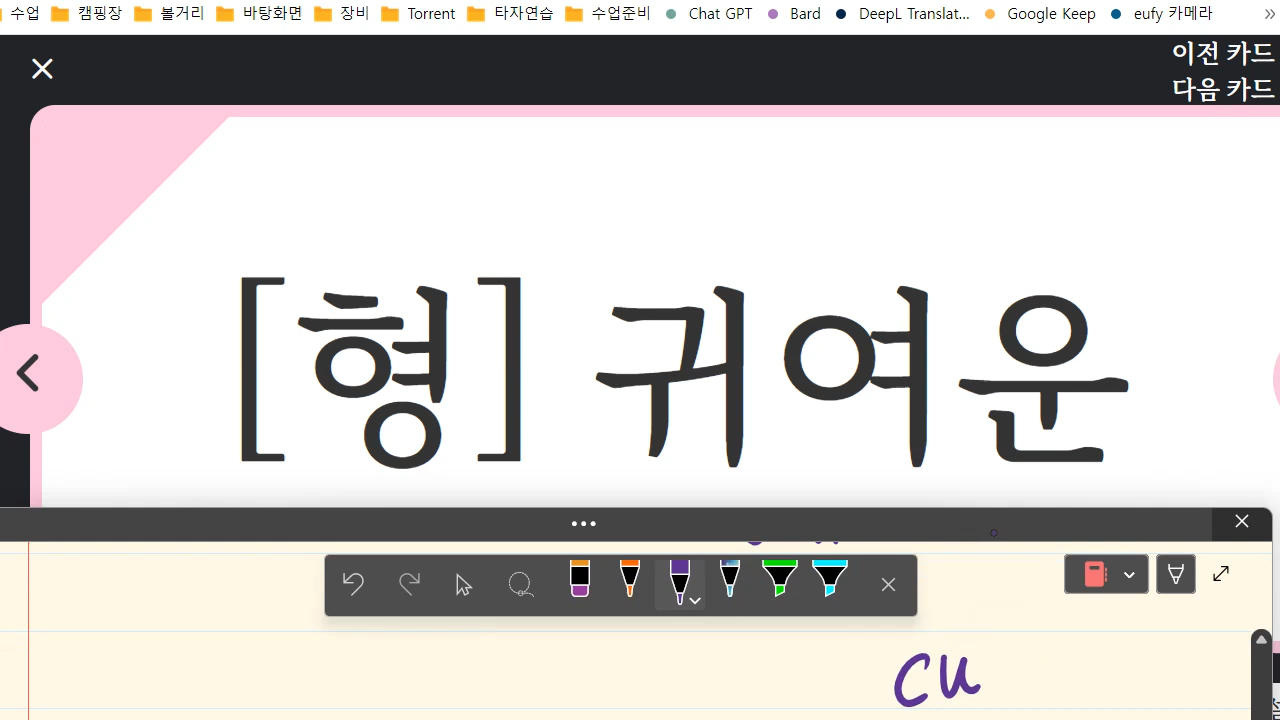 수업 캠핑장 볼거리 바탕화면 장비 Torrent 타자연습 수업준비 Chat GPT Bard DeepL Translat... Google Keep eufy 카메라 »
이전 카드
다음 카드
[형] 귀여운
cu